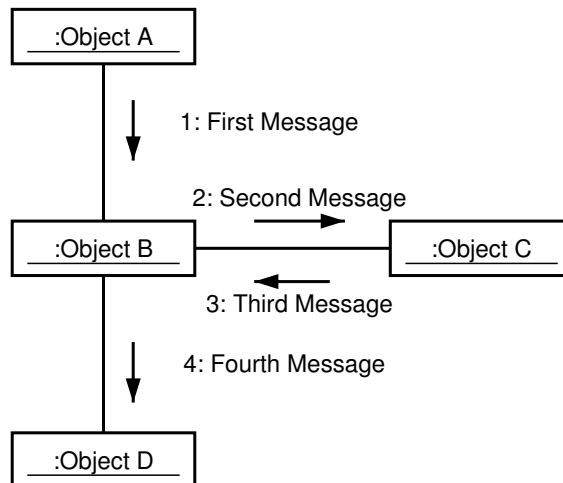 :Object A
1: First Message
2: Second Message
:Object B
:Object C
3: Third Message
4: Fourth Message
:Object D